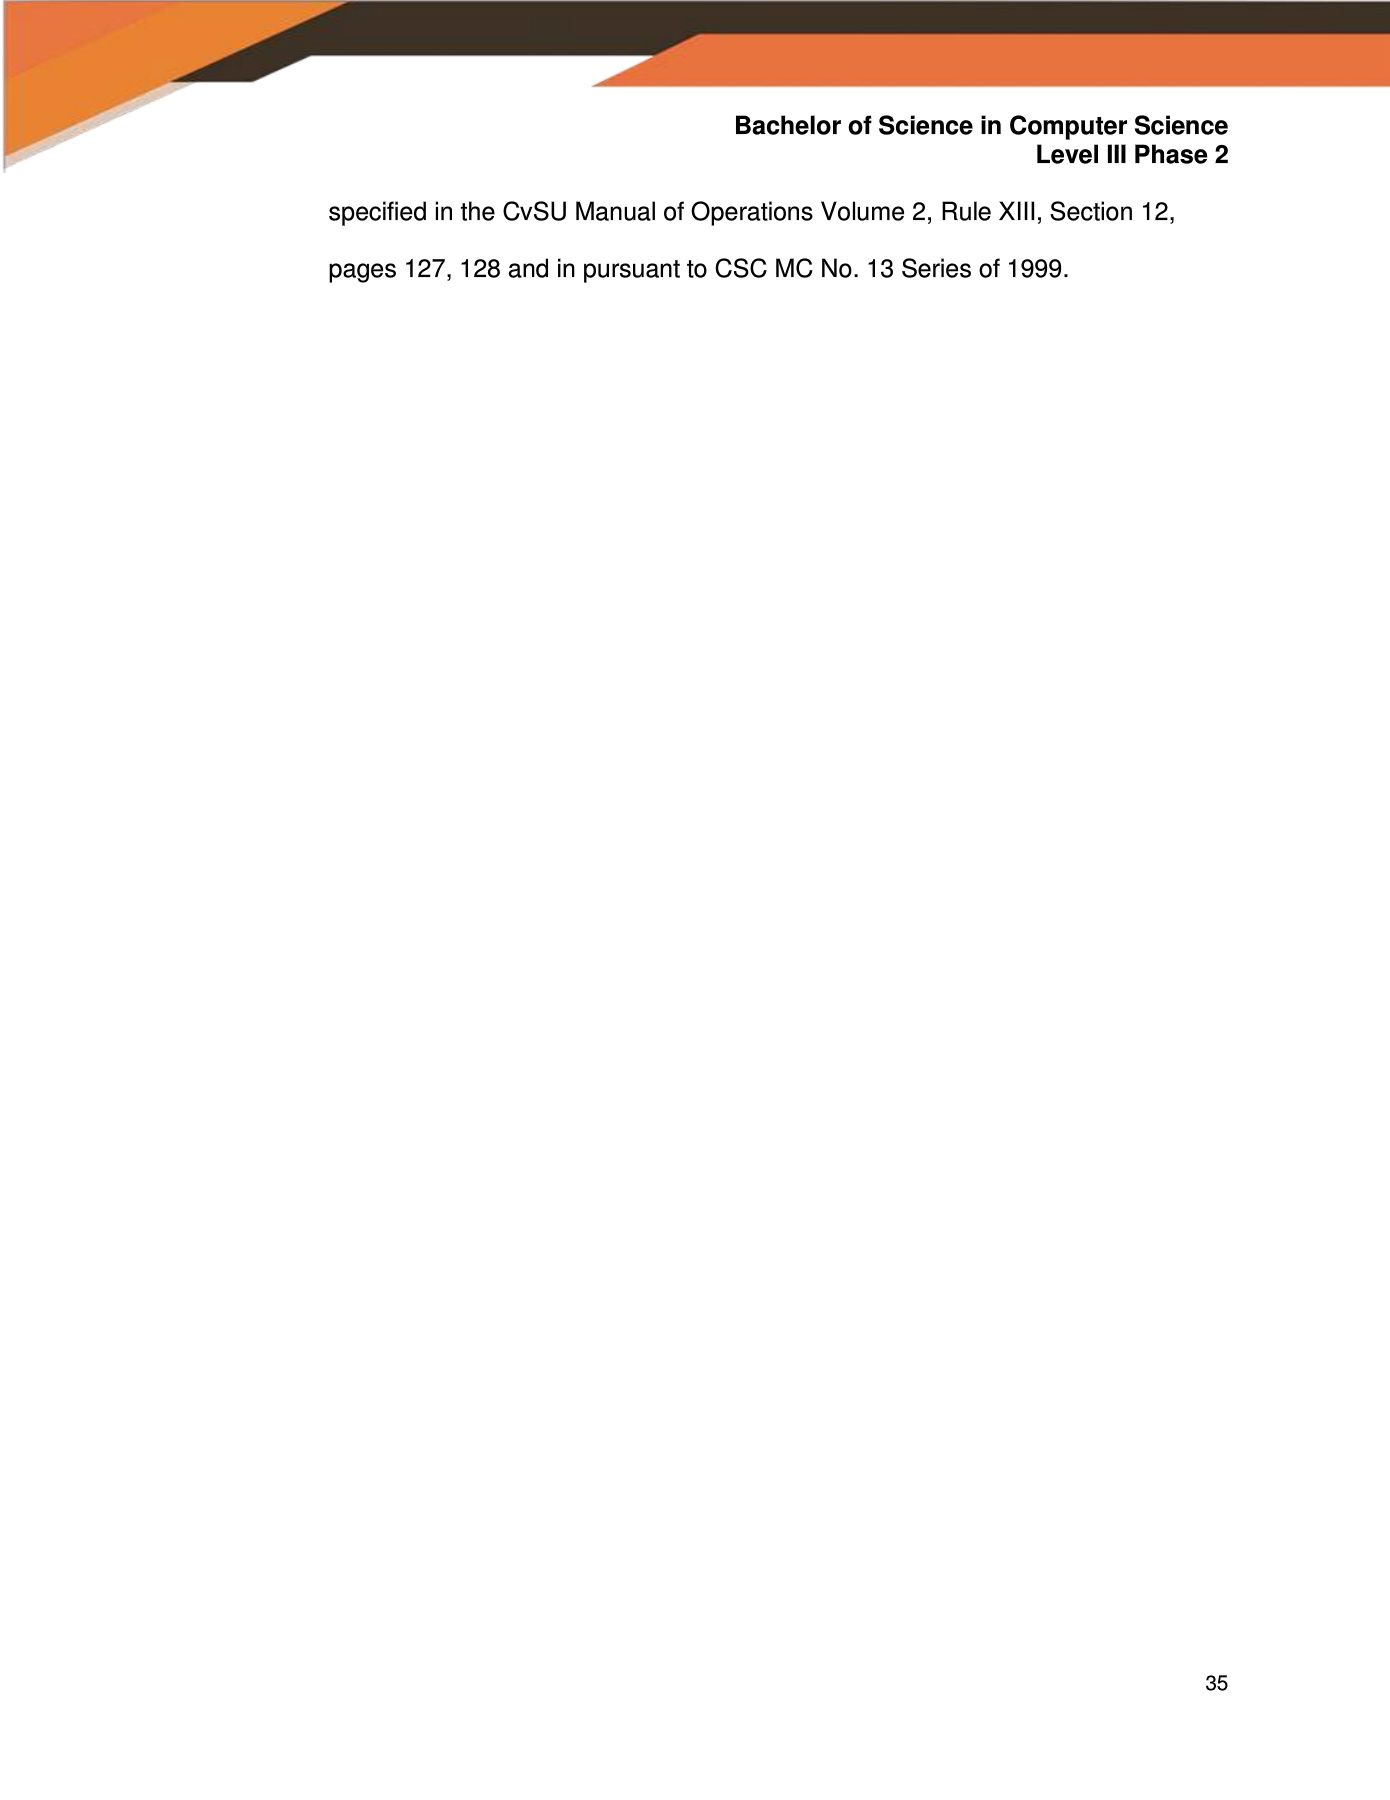 Bachelor of Science in Computer Science
Level III Phase 2
specified in the CvSU Manual of Operations Volume 2, Rule XIII, Section 12,
pages 127, 128 and in pursuant to CSC MC No. 13 Series of 1999.
35